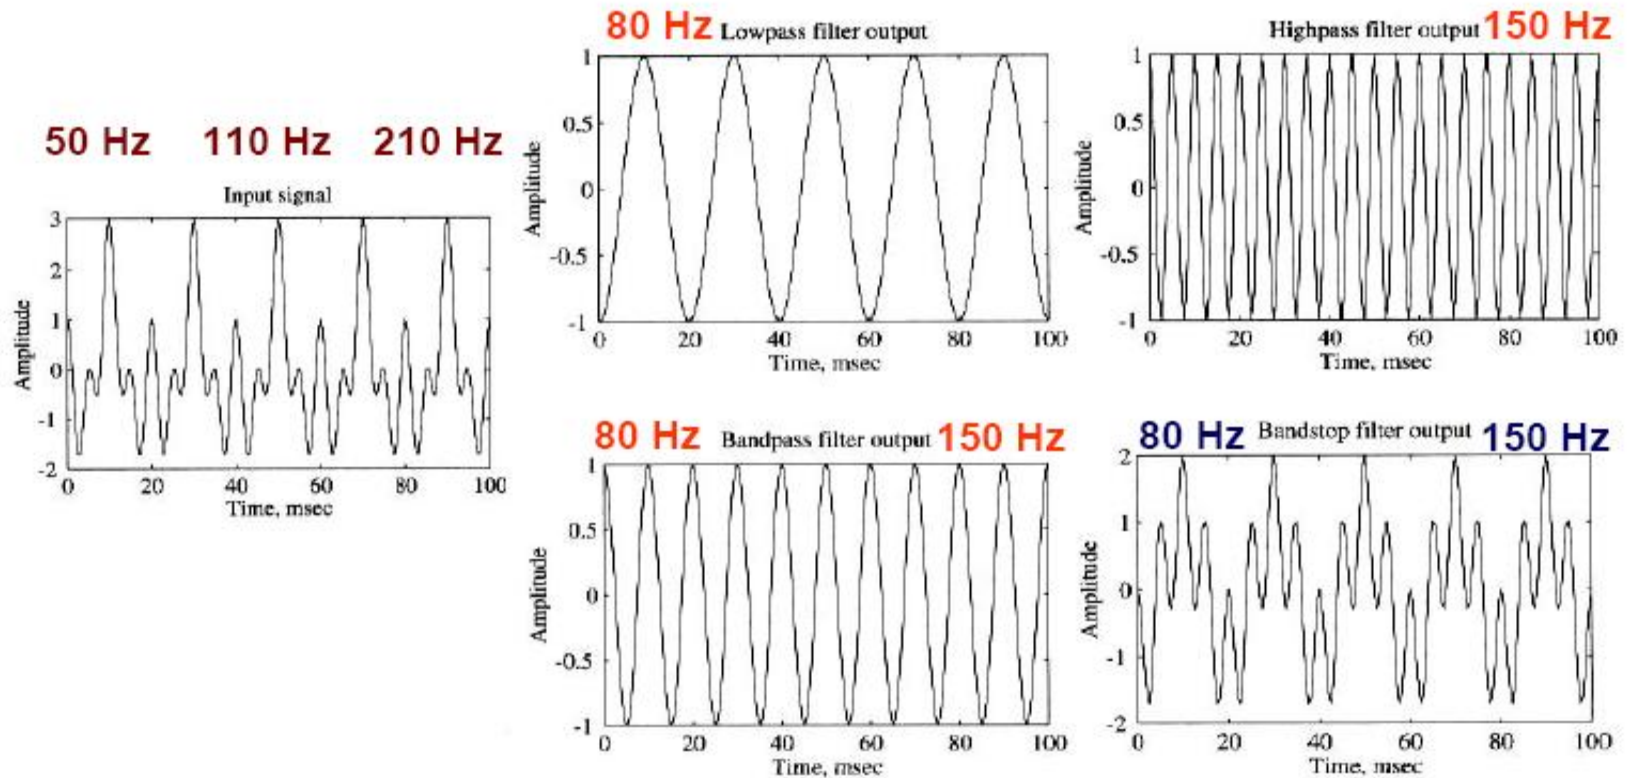 50 Hz 110 Hz 210 Hz
Input signal
3
2
1
0
-1
-2
Amplitude
0 20 40 60 80 100
Time, msec
80 Hz Lowpass filter output
1
0.5
0
-0.5
-1
Amplitude
0 20 40 60 80 100
Time, msec
Highpass filter output 150 Hz
1
0.5
0
-0.5
-1
Amplitude
0 20 40 60 80 100
Time, msec
80 Hz Bandpass filter output 150 Hz
1
0.5
0
-0.5
-1
Amplitude
0 20 40 60 80 100
Time, msec
80 Hz Bandstop filter output 150 Hz
2
1
0
-1
-2
Amplitude
0 20 40 60 80 100
Time, msec